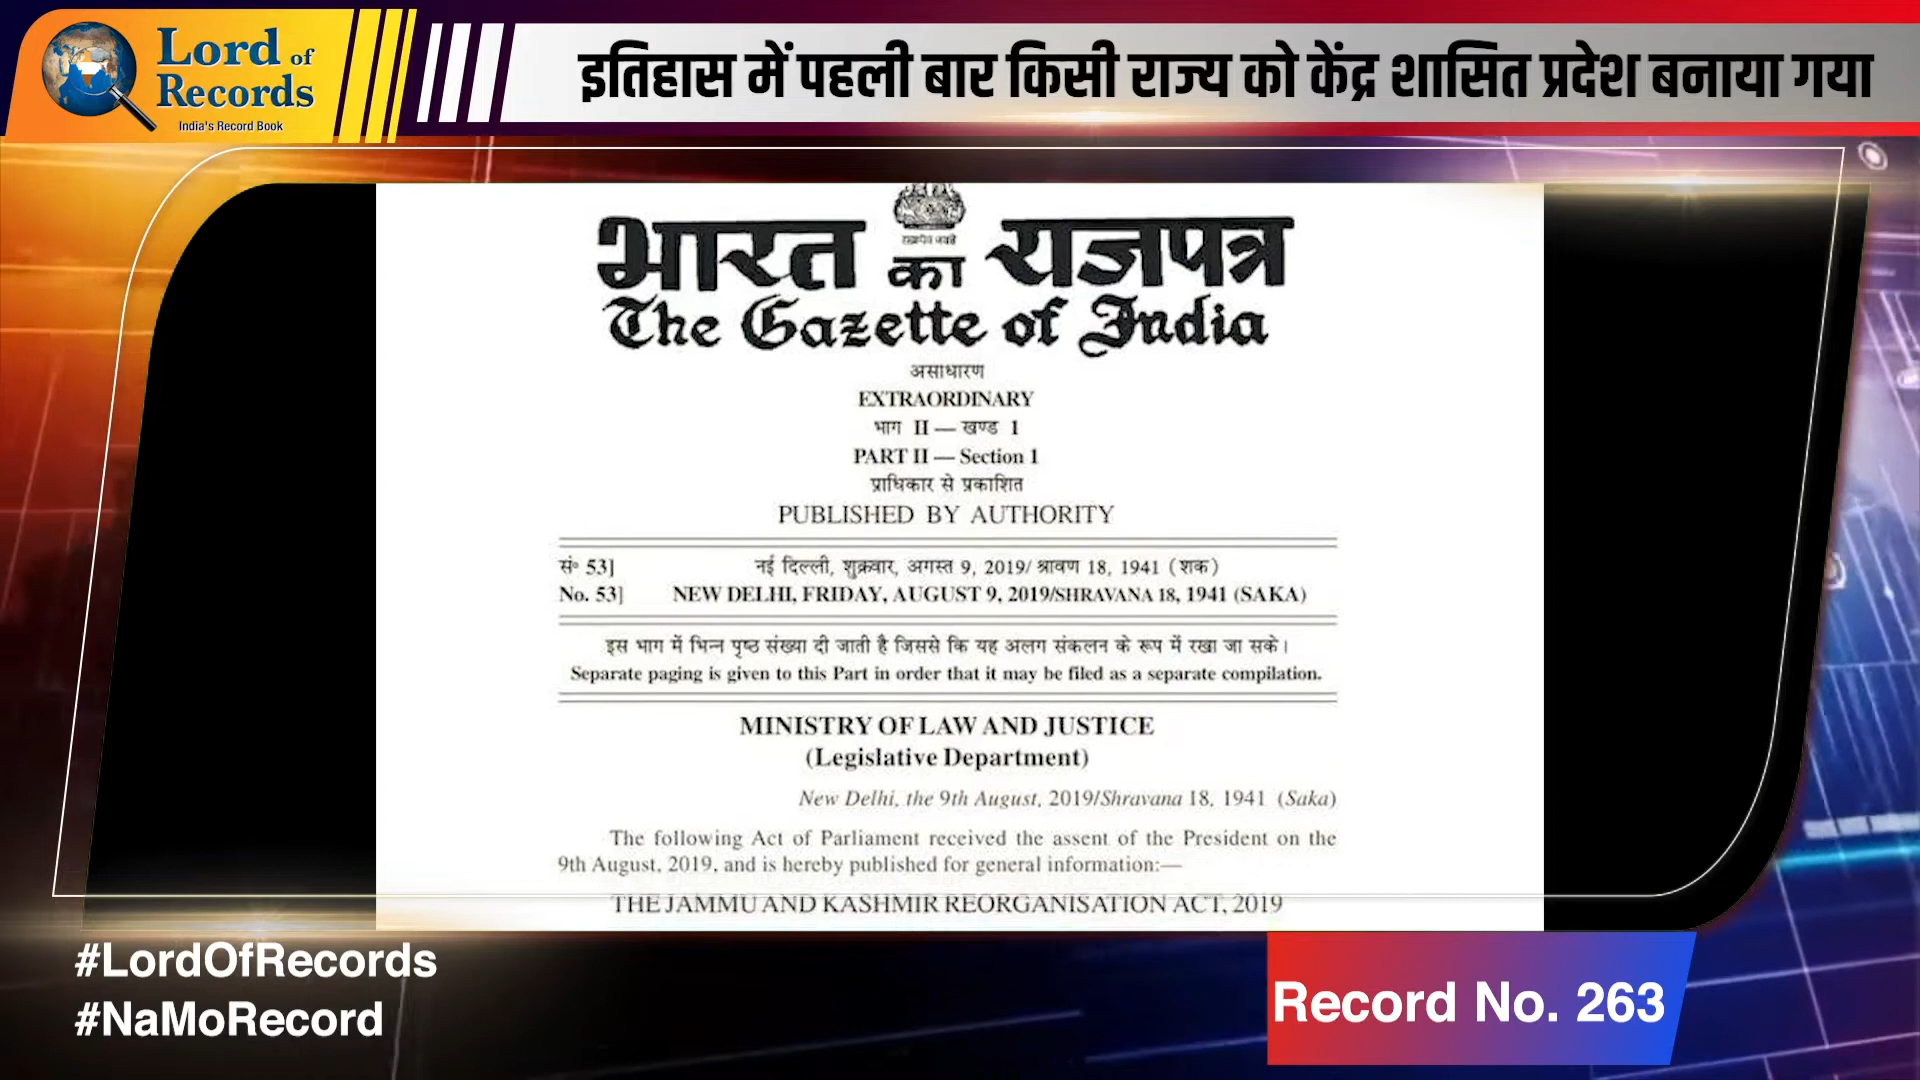 Lord of
Records
India's Record Book
इतिहास में पहली बार किसी राज्य को केंद्र शासित प्रदेश बनाया गया
सत्यमेव जयते
भारत का राजपत्र
The Gazette of India
असाधारण
EXTRAORDINARY
भाग II — खण्ड 1
PART II — Section 1
प्राधिकार से प्रकाशित
PUBLISHED BY AUTHORITY
सं॰ 53] नई दिल्ली, शुक्रवार, अगस्त 9, 2019/ श्रावण 18, 1941 (शक)
No. 53] NEW DELHI, FRIDAY, AUGUST 9, 2019/SHRAVANA 18, 1941 (SAKA)
इस भाग में भिन्न पृष्ठ संख्या दी जाती है जिससे कि यह अलग संकलन के रूप में रखा जा सके।
Separate paging is given to this Part in order that it may be filed as a separate compilation.
MINISTRY OF LAW AND JUSTICE
(Legislative Department)
New Delhi, the 9th August, 2019/Shravana 18, 1941 (Saka)
The following Act of Parliament received the assent of the President on the
9th August, 2019, and is hereby published for general information:—
THE JAMMU AND KASHMIR REORGANISATION ACT, 2019
#LordOfRecords
#NaMoRecord
Record No. 263